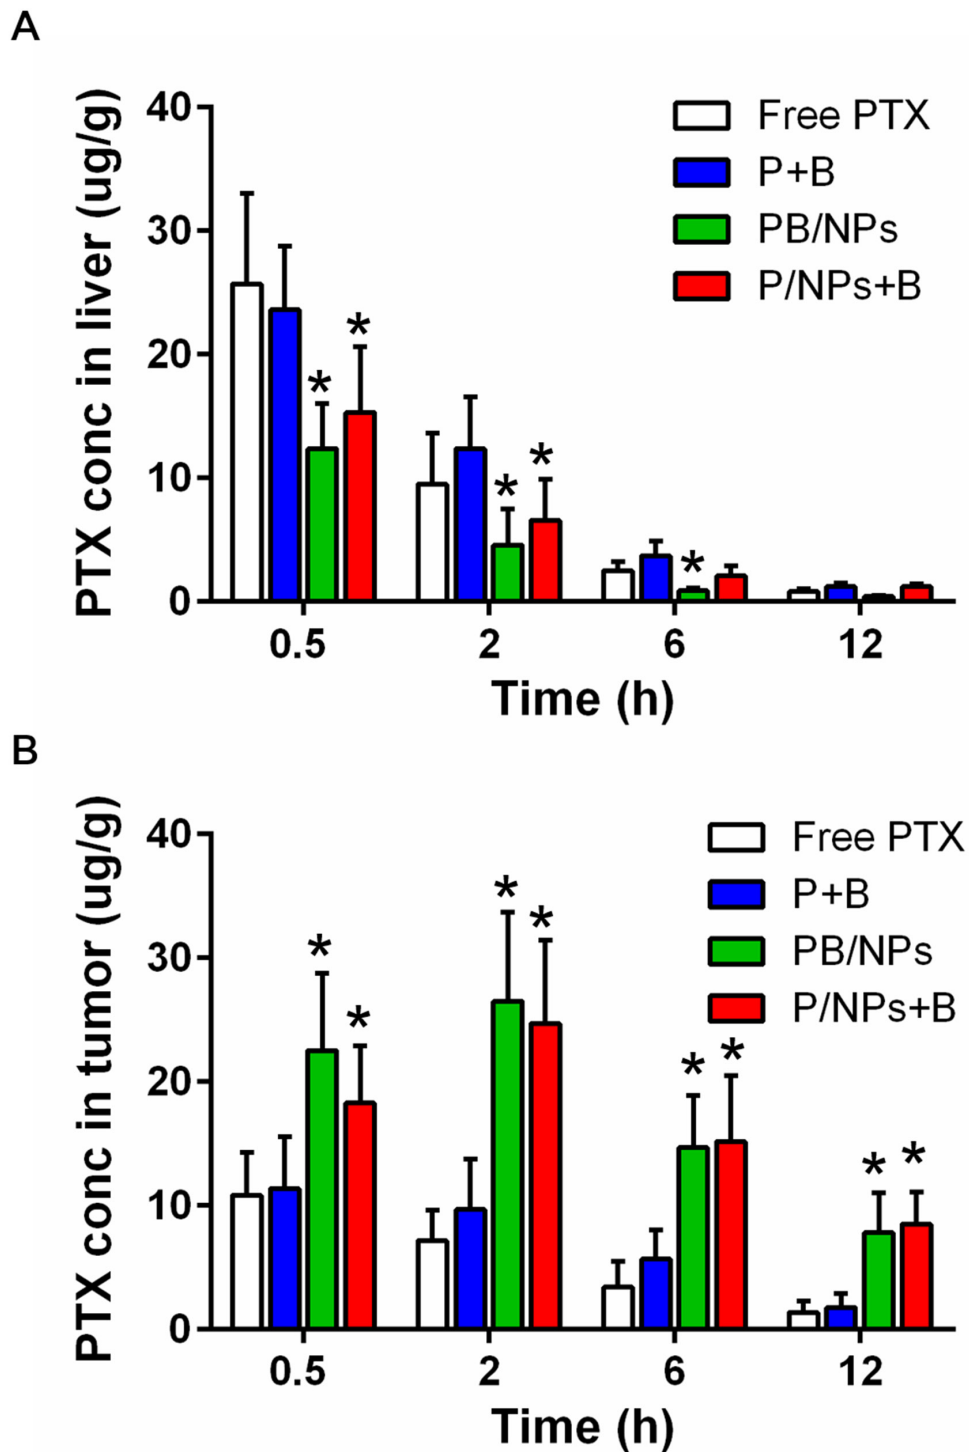 A
PTX conc in liver (ug/g)
40
30
20
10
0
Free PTX
P+B
PB/NPs
P/NPs+B
*
*
*
*
*
0.5
2
6
12
Time (h)
B
PTX conc in tumor (ug/g)
40
30
20
10
0
Free PTX
P+B
PB/NPs
P/NPs+B
*
*
*
*
*
*
*
*
0.5
2
6
12
Time (h)